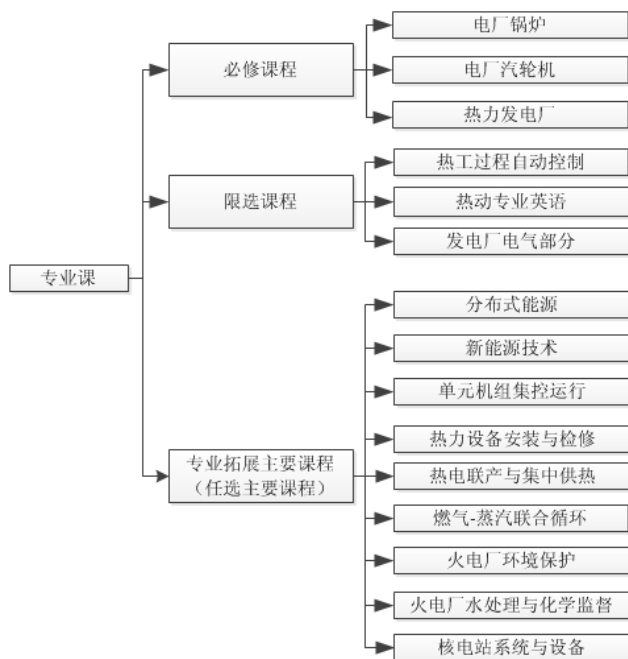 专业课
必修课程
电厂锅炉
电厂汽轮机
热力发电厂
限选课程
热工过程自动控制
热动专业英语
发电厂电气部分
专业拓展主要课程
（任选主要课程）
分布式能源
新能源技术
单元机组集控运行
热力设备安装与检修
热电联产与集中供热
燃气-蒸汽联合循环
火电厂环境保护
火电厂水处理与化学监督
核电站系统与设备